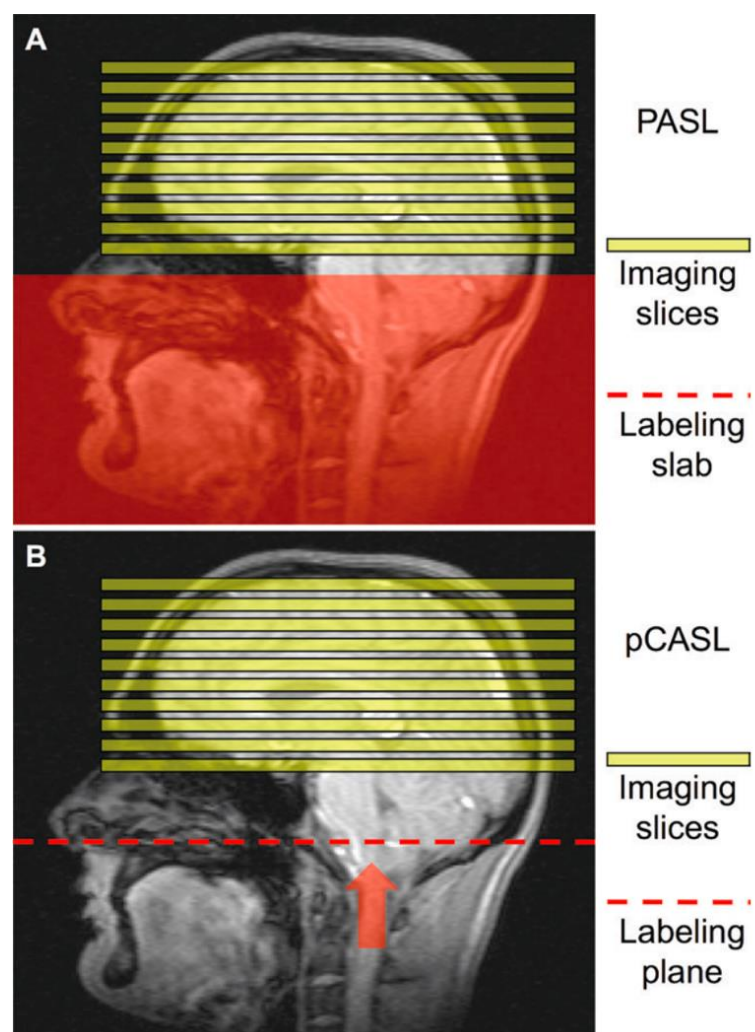 A
PASL
Imaging
slices
Labeling
slab
B
pCASL
Imaging
slices
Labeling
plane